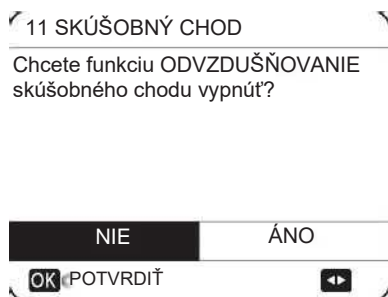 11 SKÚŠOBNÝ CHOD
Chcete funkciu ODVZDUŠŇOVANIE
skúšobného chodu vypnúť?
NIE
ÁNO
OK POTVRDIŤ